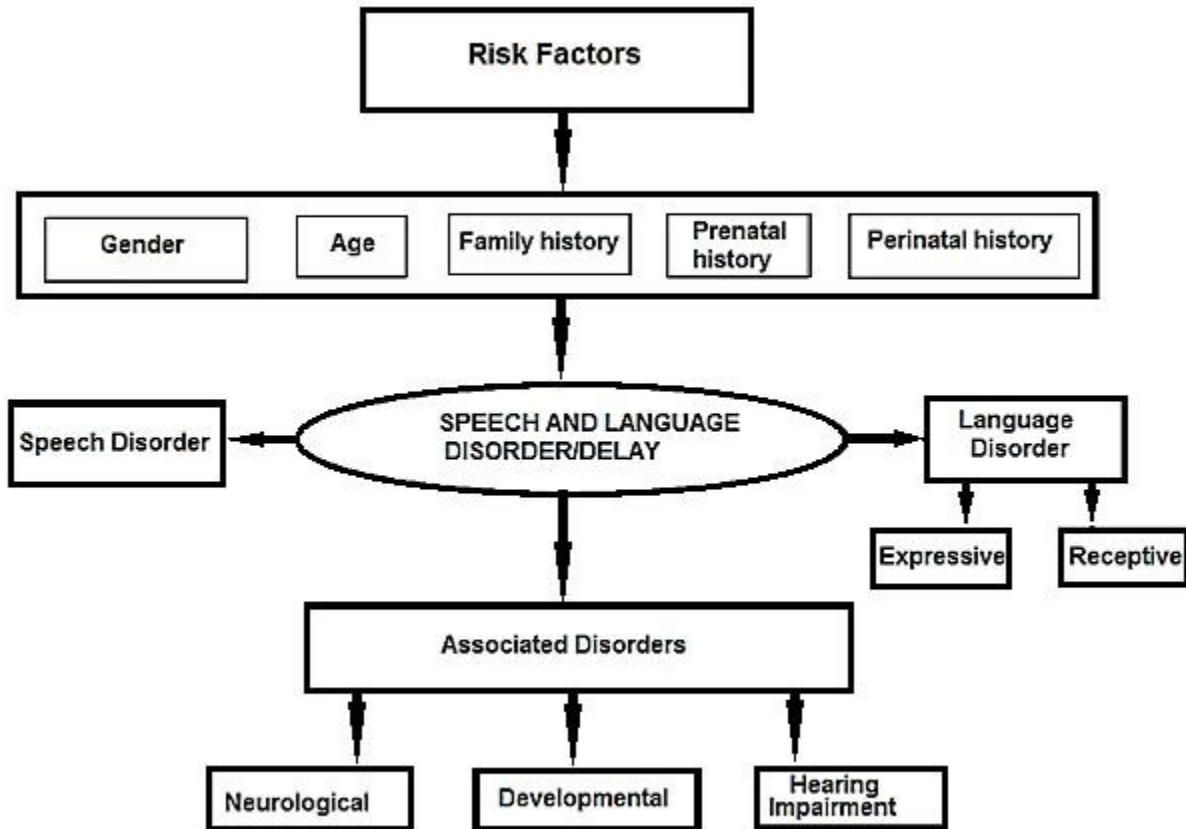 Risk Factors
Gender
Age
Family history
Prenatal
history
Perinatal history
SPEECH AND LANGUAGE
DISORDER/DELAY
Speech Disorder
Language
Disorder
Expressive
Receptive
Associated Disorders
Neurological
Developmental
Hearing
Impairment